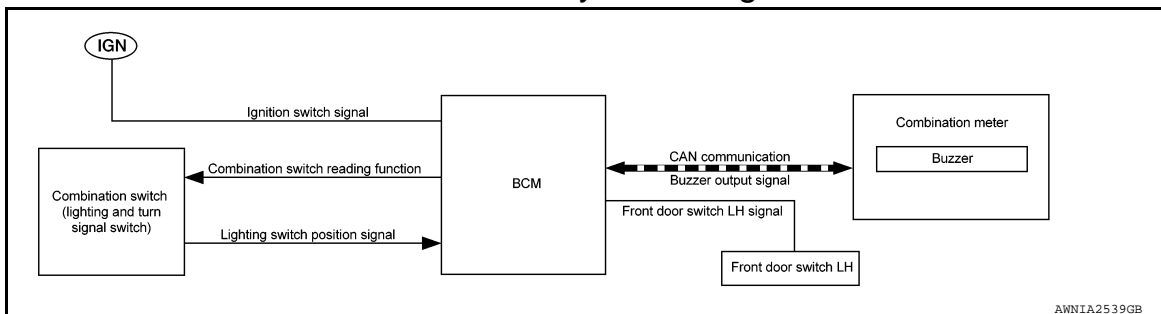 IGN
Ignition switch signal
Combination switch reading function
Combination switch
(lighting and turn
signal switch)
Lighting switch position signal
BCM
CAN communication
Buzzer output signal
Front door switch LH signal
Front door switch LH
Combination meter
Buzzer
AWNIA2539GB